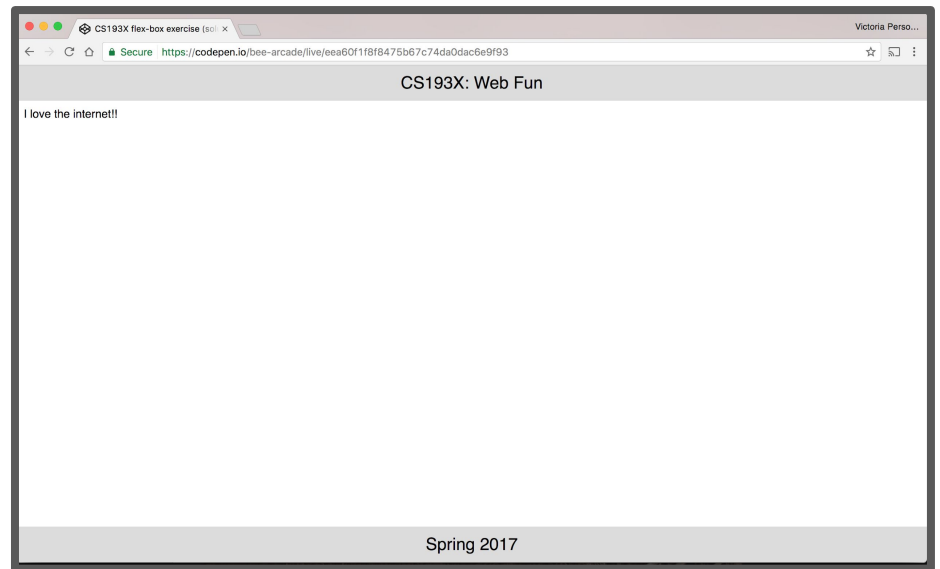 CS193X flex-box exercise (sol
Victoria Perso...
Secure https://codepen.io/bee-arcade/live/eea60f1f8f8475b67c74da0dac6e9f93
CS193X: Web Fun
I love the internet!!
Spring 2017